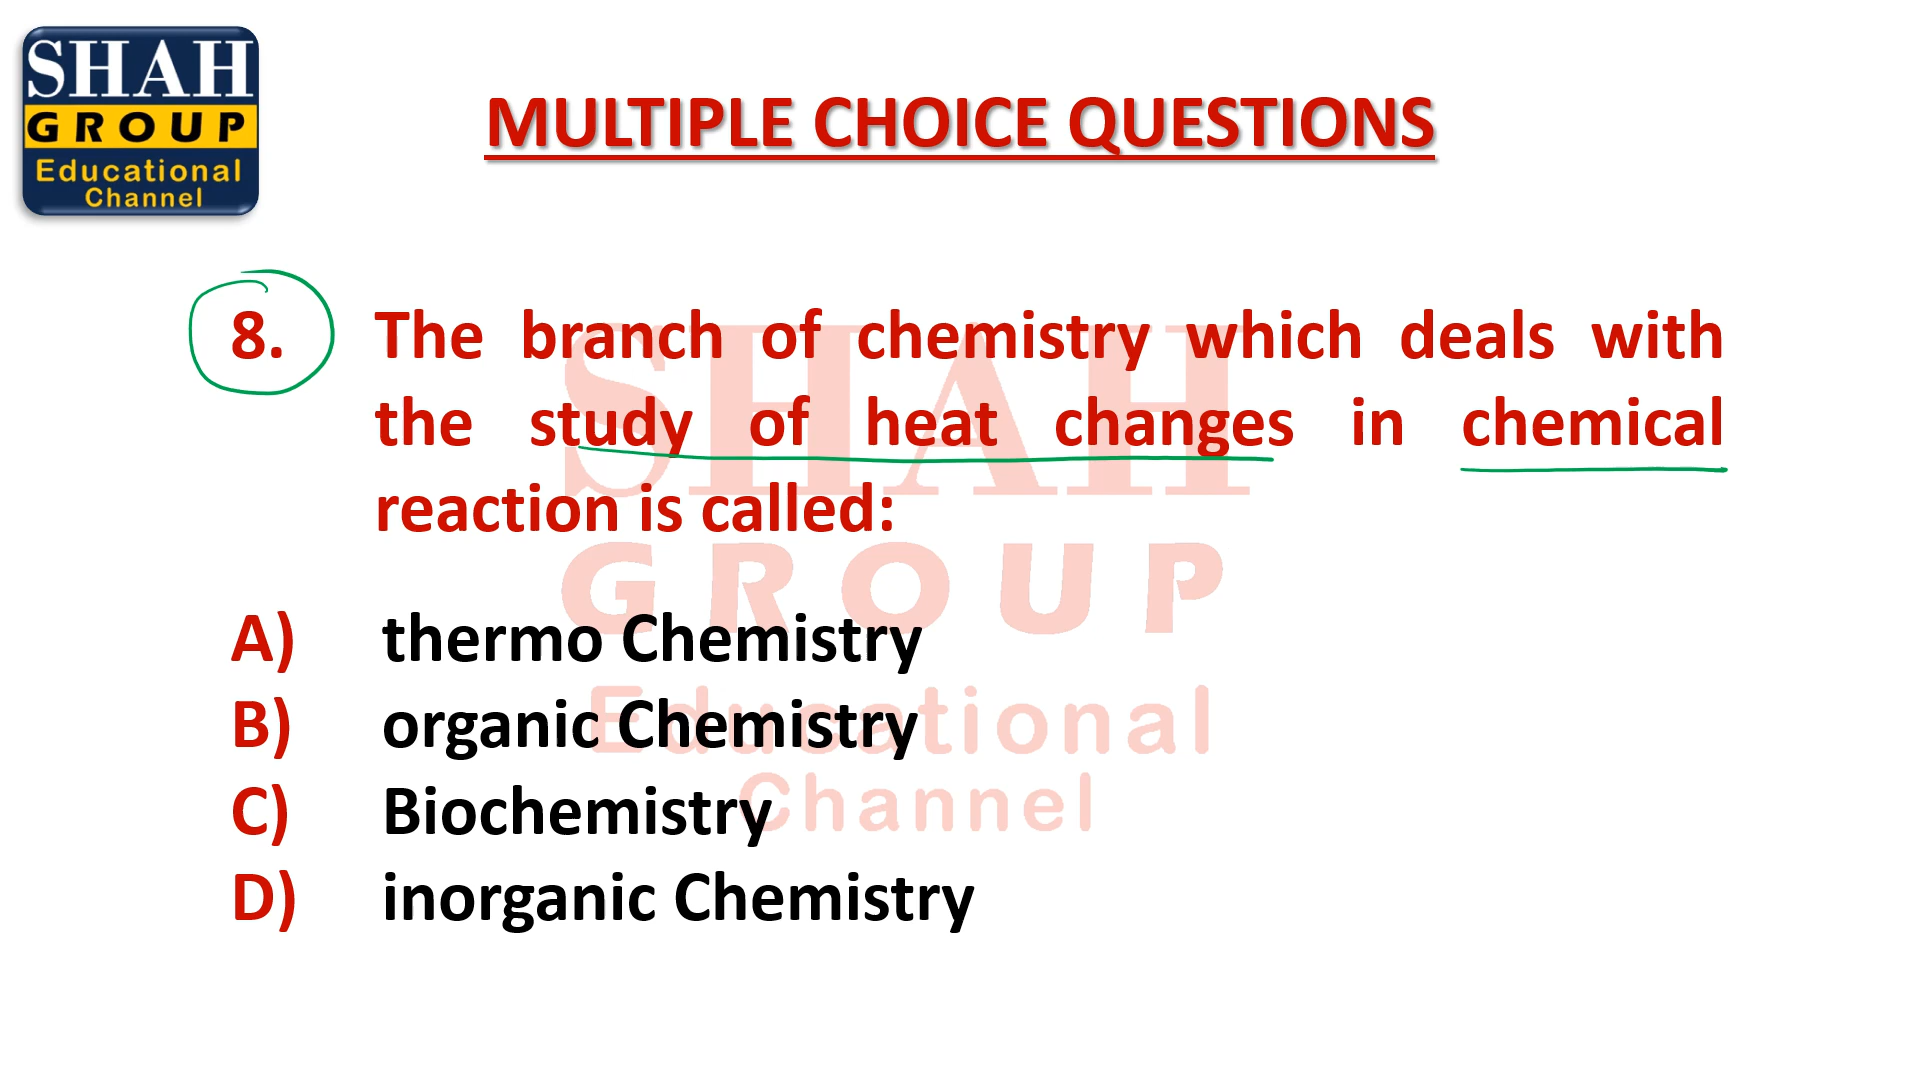 SHAH
GROUP
Educational
Channel
MULTIPLE CHOICE QUESTIONS
8. The branch of chemistry which deals with
the study of heat changes in chemical
reaction is called:
A) thermo Chemistry
B) organic Chemistry
C) Biochemistry
D) inorganic Chemistry
SHAH
GROUP
Educational
Channel